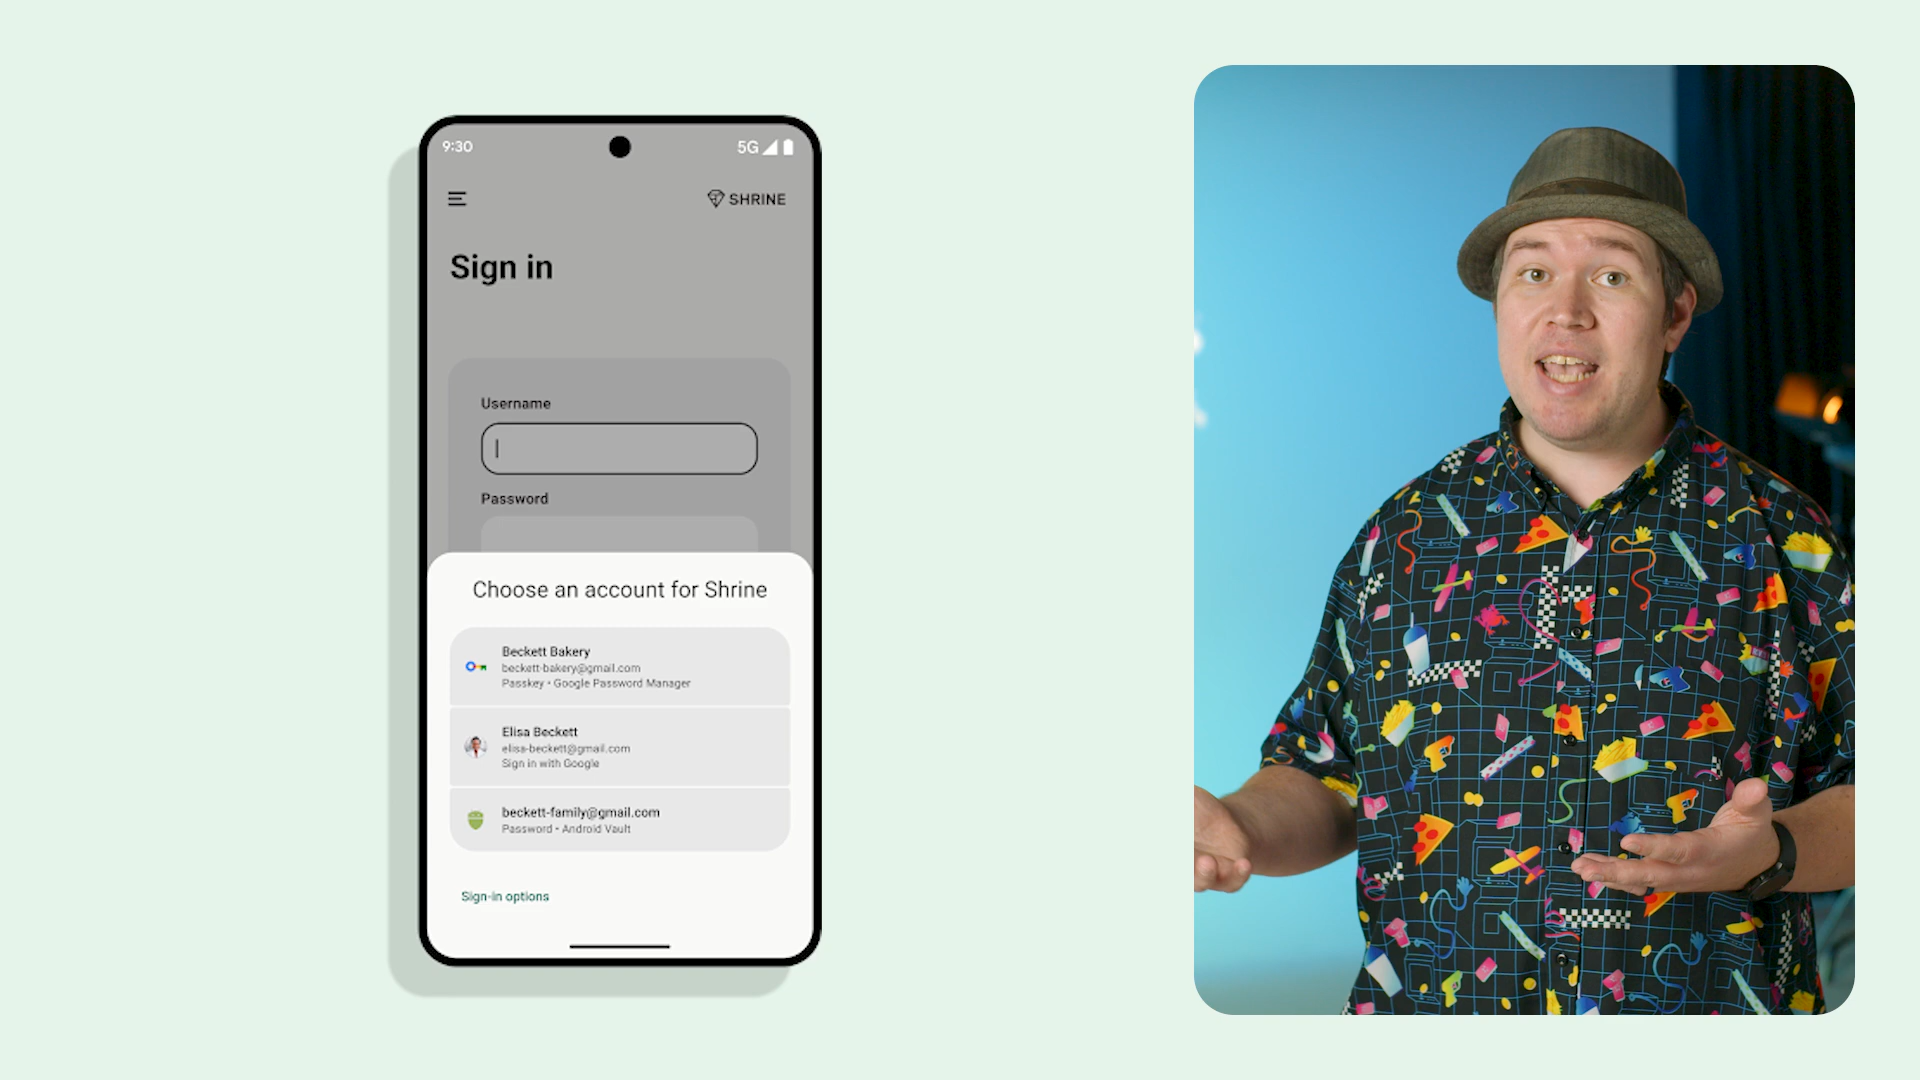 9:30
5G
SHRINE
Sign in
Username
Password
Choose an account for Shrine
Beckett Bakery
beckett-bakery@gmail.com
Passkey • Google Password Manager
Elisa Beckett
elisa-beckett@gmail.com
Sign in with Google
beckett-family@gmail.com
Password • Android Vault
Sign-in options